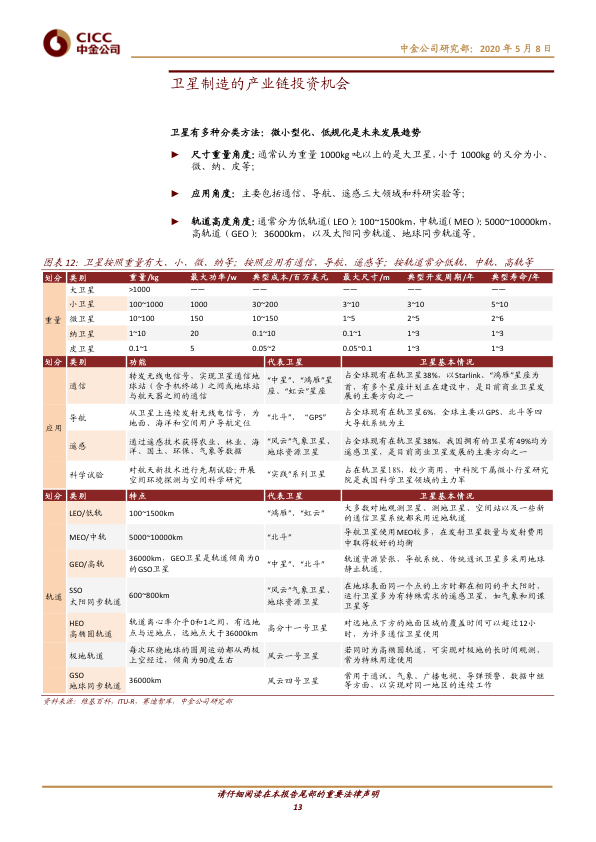 CICC
中金公司
中金公司研究部：2020 年 5 月 8 日
卫星制造的产业链投资机会
卫星有多种分类方法：微小型化、低规化是未来发展趋势
► 尺寸重量角度：通常认为重量 1000kg 吨以上的是大卫星，小于 1000kg 的又分为小、
微、纳、皮等；
► 应用角度：主要包括通信、导航、遥感三大领域和科研实验等；
► 轨道高度角度：通常分为低轨道（LEO）：100~1500km，中轨道（MEO）：5000~10000km，
高轨道（GEO）：36000km，以及太阳同步轨道、地球同步轨道等。
图表 12：卫星按照重量有大、小、微、纳等；按照应用有通信、导航、遥感等；按轨道常分低轨、中轨、高轨等
划分 类别 重量/kg 最大功率/w 典型成本/百万美元 最大尺寸/m 典型开发周期/年 典型寿命/年
重量
大卫星 >1000 —— —— —— —— ——
小卫星 100~1000 1000 30~200 3~10 3~10 5~10
微卫星 10~100 150 10~150 1~5 2~5 2~6
纳卫星 1~10 20 0.1~10 0.1~1 1~3 1~3
皮卫星 0.1~1 5 0.05~2 0.05~0.1 1~3 1~3
划分 类别 功能 代表卫星 卫星基本情况
应用
通信
转发无线电信号，实现卫星通信地
球站（含手机终端）之间或地球站
与航天器之间的通信
“中星”、“鸿雁”星
座、“虹云”星座
占全球现有在轨卫星38%，以Starlink、“鸿雁”星座为
首，有多个星座计划正在建设中，是目前商业卫星发
展的主要方向之一
导航
从卫星上连续发射无线电信号，为
地面、海洋和空间用户导航定位
“北斗”、“GPS”
占全球现有在轨卫星6%，全球主要以GPS、北斗等四
大导航系统为主
遥感
通过遥感技术获得农业、林业、海
洋、国土、环保、气象等数据
“风云”气象卫星、
地球资源卫星
占全球现有在轨卫星38%，我国拥有的卫星有49%均为
遥感卫星，是目前商业卫星发展的主要方向之一
科学试验
对航天新技术进行先期试验；开展
空间环境探测与空间科学研究
“实践”系列卫星
占在轨卫星18%，较少商用，中科院下属微小行星研究
院是我国科学卫星领域的主力军
划分 类别 特点 代表卫星 卫星基本情况
轨道
LEO/低轨 100~1500km “鸿雁”，“虹云”
大多数对地观测卫星、测地卫星、空间站以及一些新
的通信卫星系统都采用近地轨道
MEO/中轨 5000~10000km “北斗”
导航卫星使用MEO较多，在发射卫星数量与发射费用
中取得较好的均衡
GEO/高轨
36000km，GEO卫星是轨道倾角为0
的GSO卫星
“中星”、“北斗”
轨道资源紧张，导航系统、传统通讯卫星多采用地球
静止轨道。
SSO
太阳同步轨道
600~800km
“风云”气象卫星、
地球资源卫星
在地球表面同一个点的上方时都在相同的平太阳时，
运行卫星多为有特殊需求的遥感卫星，如气象和间谍
卫星等
HEO
高椭圆轨道
轨道离心率介乎0和1之间，有远地
点与近地点，远地点大于36000km
高分十一号卫星
对远地点下方的地面区域的覆盖时间可以超过12小
时，为许多通信卫星使用
极地轨道
每次环绕地球的圆周运动都从两极
上空经过，倾角为90度左右
风云一号卫星
若同时为高椭圆轨道，可实现对极地的长时间观测，
常为特殊用途使用
GSO
地球同步轨道
36000km 风云四号卫星
常用于通讯、气象、广播电视、导弹预警、数据中继
等方面，以实现对同一地区的连续工作
资料来源：维基百科，ITU-R，赛迪智库，中金公司研究部
请仔细阅读在本报告尾部的重要法律声明
13